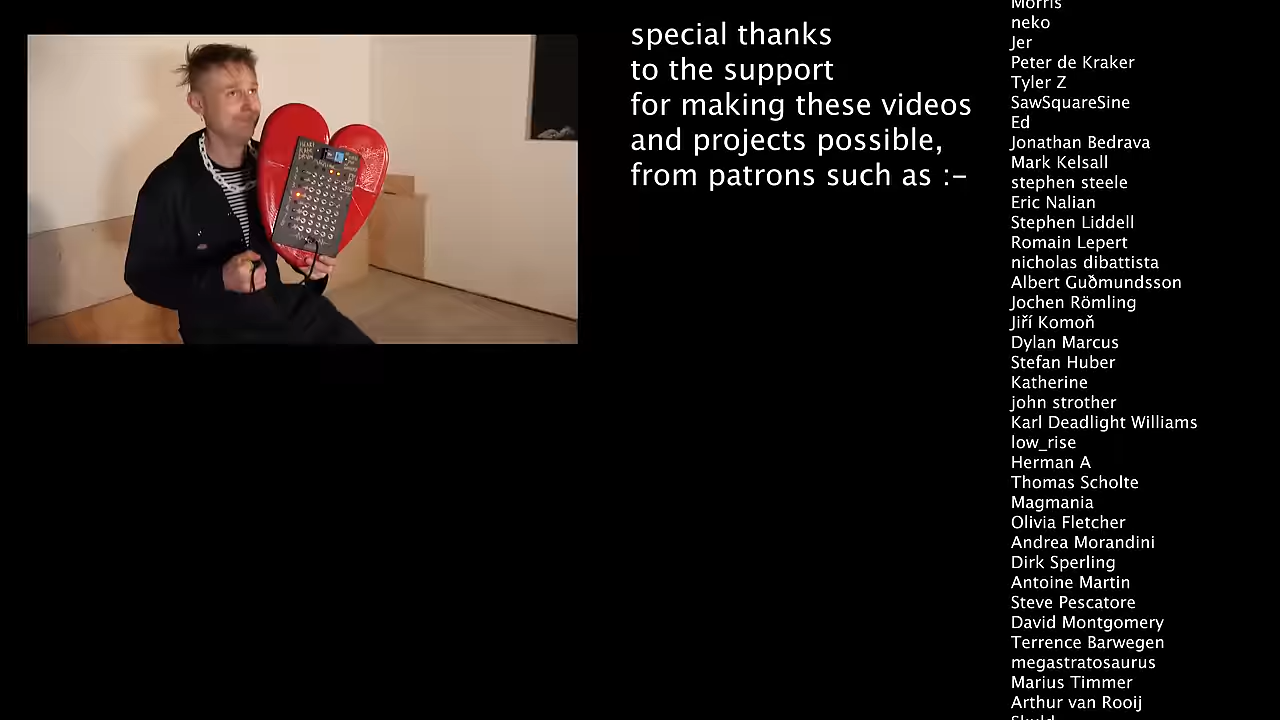 special thanks
to the support
for making these videos
and projects possible,
from patrons such as :-
Morris
neko
Jer
Peter de Kraker
Tyler Z
SawSquareSine
Ed
Jonathan Bedrava
Mark Kelsall
stephen steele
Eric Nalian
Stephen Liddell
Romain Lepert
nicholas dibattista
Albert Guðmundsson
Jochen Römling
Jiří Komoň
Dylan Marcus
Stefan Huber
Katherine
john strother
Karl Deadlight Williams
low_rise
Herman A
Thomas Scholte
Magmania
Olivia Fletcher
Andrea Morandini
Dirk Sperling
Antoine Martin
Steve Pescatore
David Montgomery
Terrence Barwegen
megastratosaurus
Marius Timmer
Arthur van Rooij